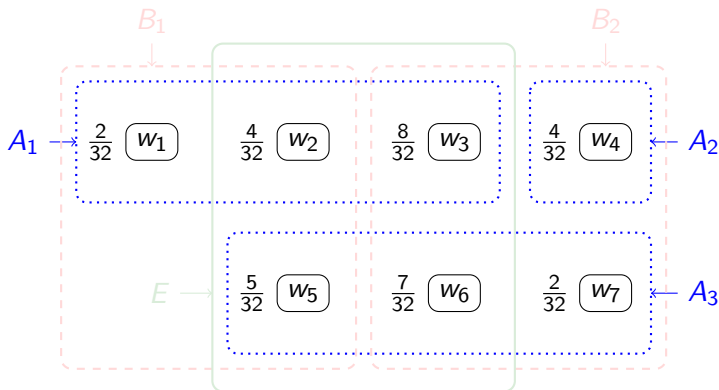 B₁ B₂
A₁ 2/32 w₁ 4/32 w₂ 8/32 w₃ 4/32 w₄ A₂
E 5/32 w₅ 7/32 w₆ 2/32 w₇ A₃